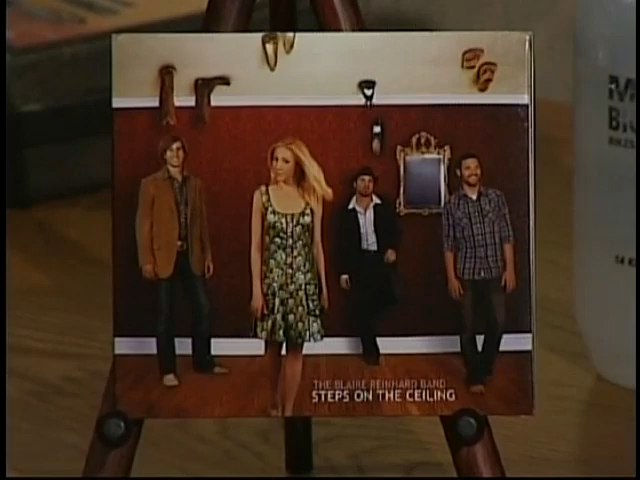 THE BLAIRE REINHARD BAND
STEPS ON THE CEILING